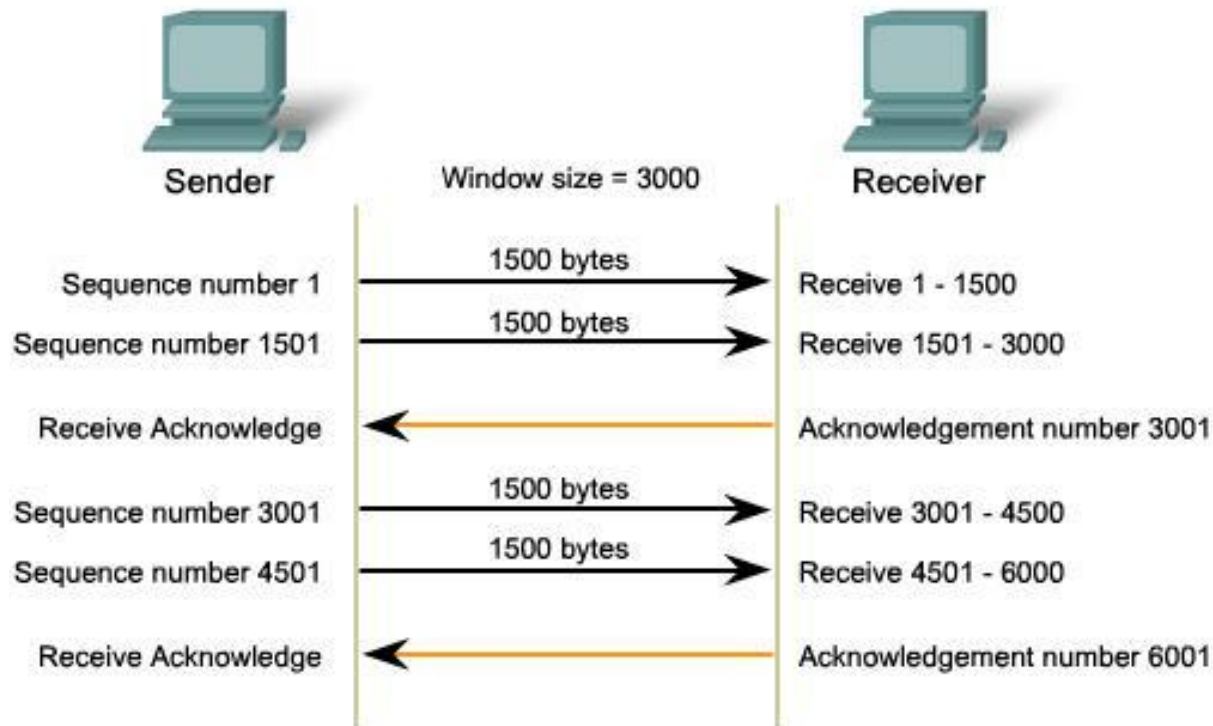 Sender
Window size = 3000
Receiver
1500 bytes
Sequence number 1
Receive 1 - 1500
1500 bytes
Sequence number 1501
Receive 1501 - 3000
Receive Acknowledge
Acknowledgement number 3001
1500 bytes
Sequence number 3001
Receive 3001 - 4500
1500 bytes
Sequence number 4501
Receive 4501 - 6000
Receive Acknowledge
Acknowledgement number 6001